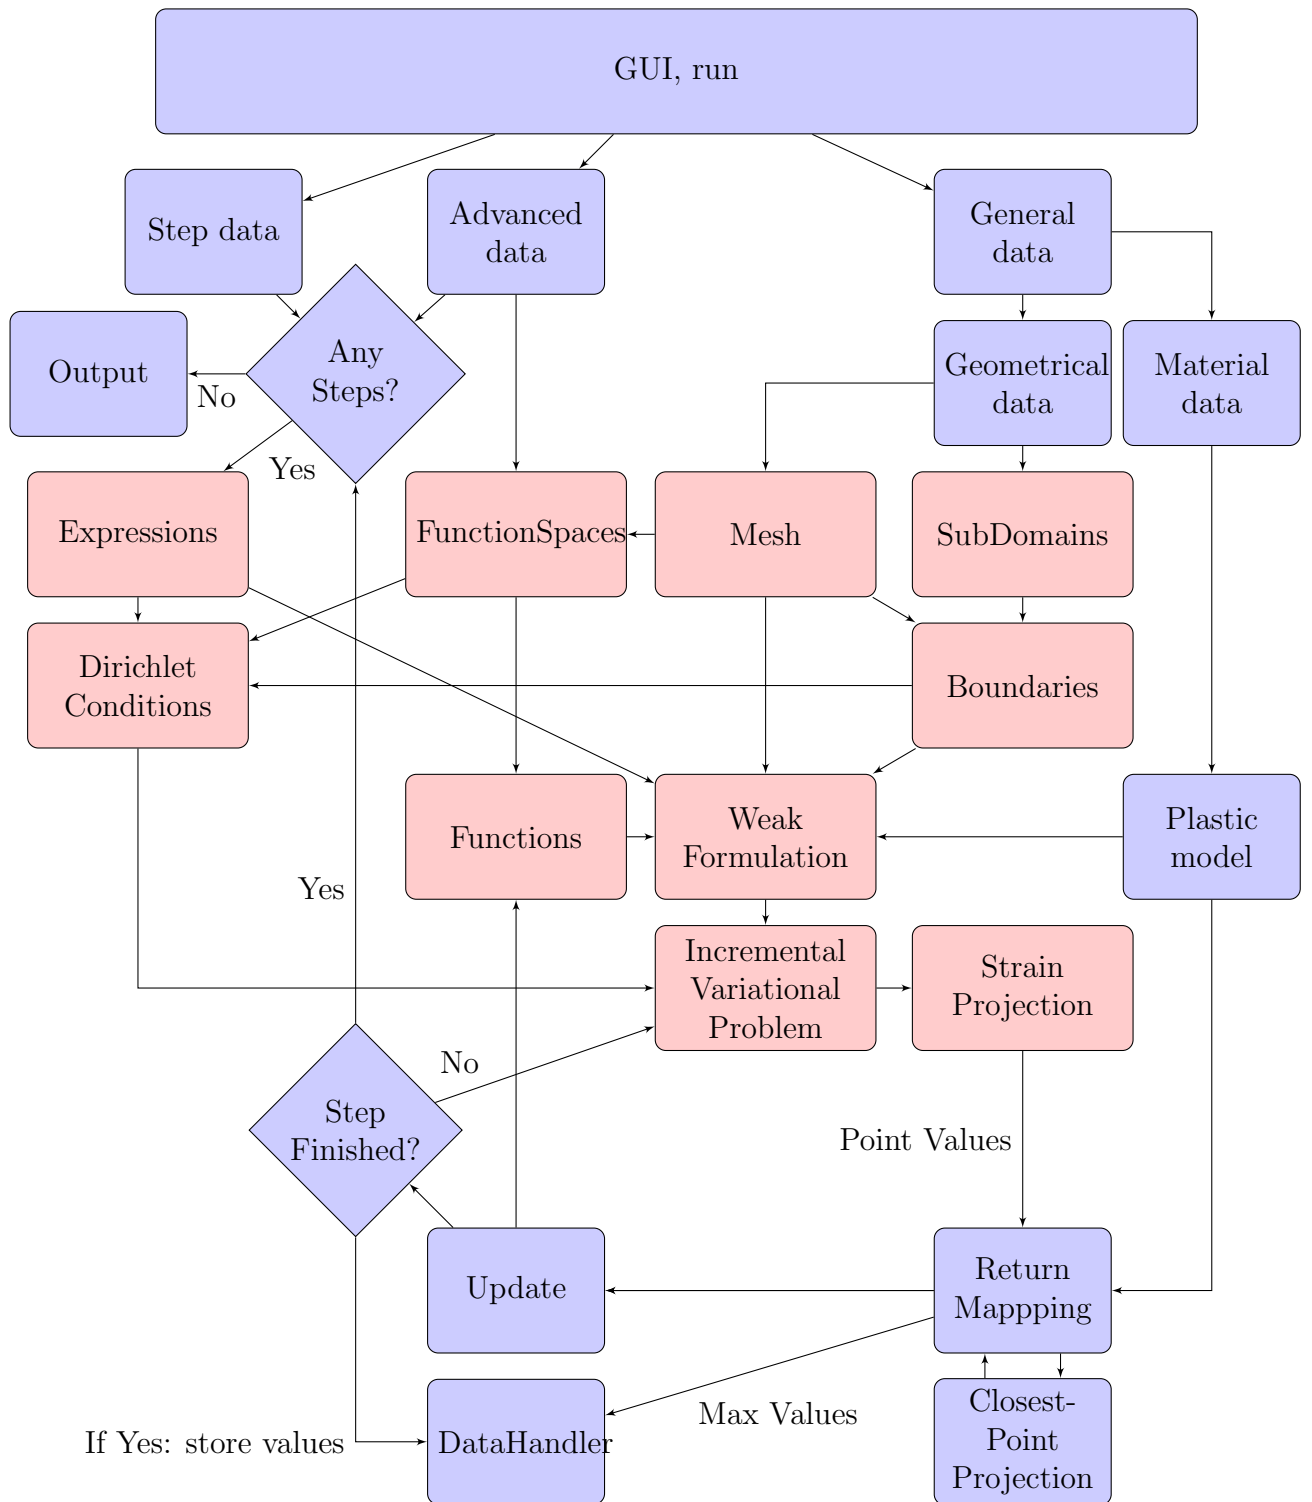 GUI, run
Step data
Advanced
data
General
data
Output
No
Any
Steps?
Yes
Geometrical
data
Material
data
Expressions
FunctionSpaces
Mesh
SubDomains
Dirichlet
Conditions
Boundaries
Functions
Weak
Formulation
Plastic
model
Yes
Incremental
Variational
Problem
Strain
Projection
No
Step
Finished?
Point Values
Update
Return
Mappping
Max Values
If Yes: store values
DataHandler
Closest-
Point
Projection